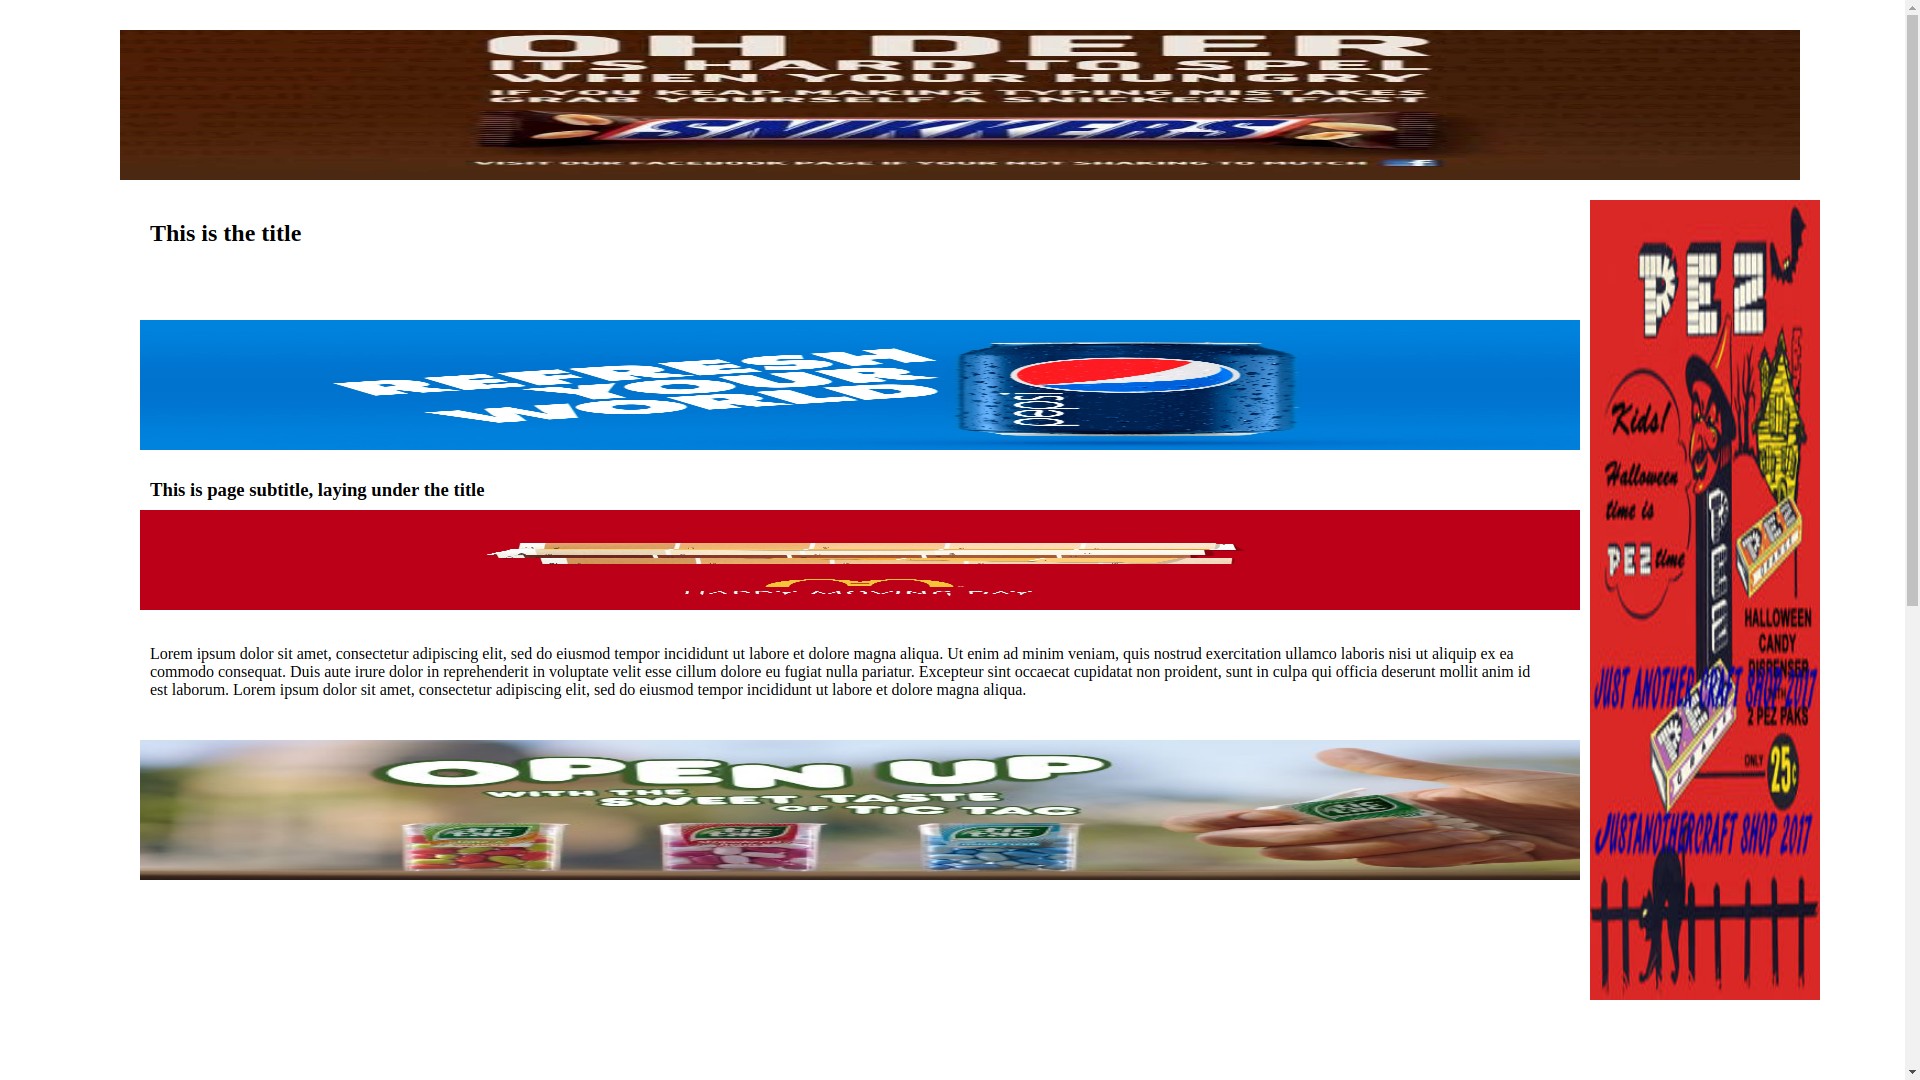 OH DEER
ITS HARD TO SPEL
WHEN YOUR HUNGRY
IF YOU KEAP MAKING TYPING MISTAKES
GRAB YOURSELF A SNICKERS FAST
SNIKKERS
VISIT OUR FACEBOOK PAGE IF YOUR NOT SHAKING TO MUTCH
This is the title
REFRESH
YOUR
WORLD
pepsi
This is page subtitle, laying under the title
HAPPY MOVING DAY
Lorem ipsum dolor sit amet, consectetur adipiscing elit, sed do eiusmod tempor incididunt ut labore et dolore magna aliqua. Ut enim ad minim veniam, quis nostrud exercitation ullamco laboris nisi ut aliquip ex ea
commodo consequat. Duis aute irure dolor in reprehenderit in voluptate velit esse cillum dolore eu fugiat nulla pariatur. Excepteur sint occaecat cupidatat non proident, sunt in culpa qui officia deserunt mollit anim id
est laborum. Lorem ipsum dolor sit amet, consectetur adipiscing elit, sed do eiusmod tempor incididunt ut labore et dolore magna aliqua.
OPEN UP
WITH THE
SWEET TASTE
OF TIC TAC
tic tac
tic tac
tic tac
PEZ
Kids!
Halloween
time is
PEZ time
PEZ
PEZ
HALLOWEEN
CANDY
DISPENSER
WITH
2 PEZ PAKS
JUST ANOTHER CRAFT SHOP 2017
PEZ
ONLY
25¢
JUSTANOTHERCRAFT SHOP 2017